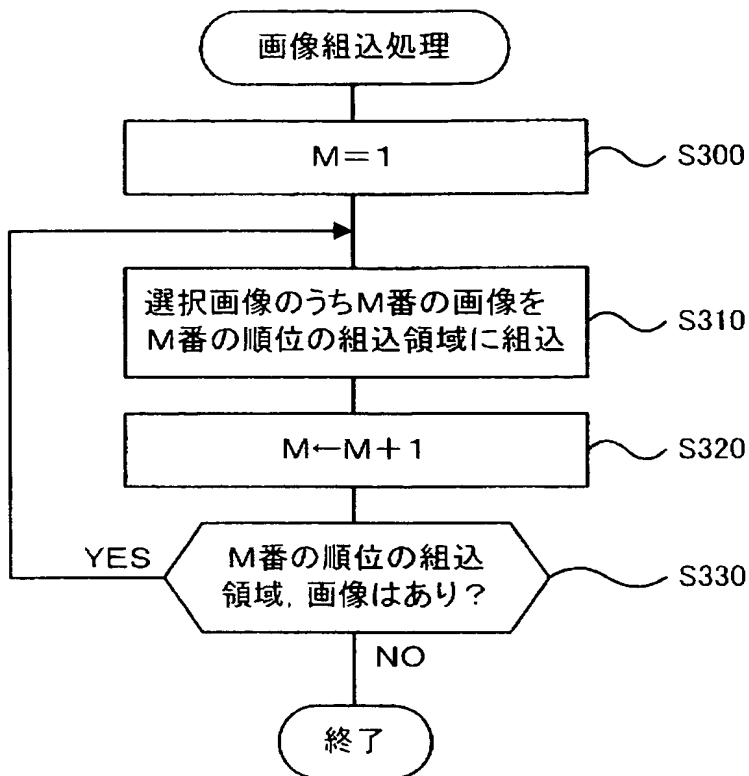 画像組込処理
M=1
S300
選択画像のうちM番の画像を
M番の順位の組込領域に組込
S310
M←M+1
S320
YES
M番の順位の組込
領域, 画像はあり?
S330
NO
終了